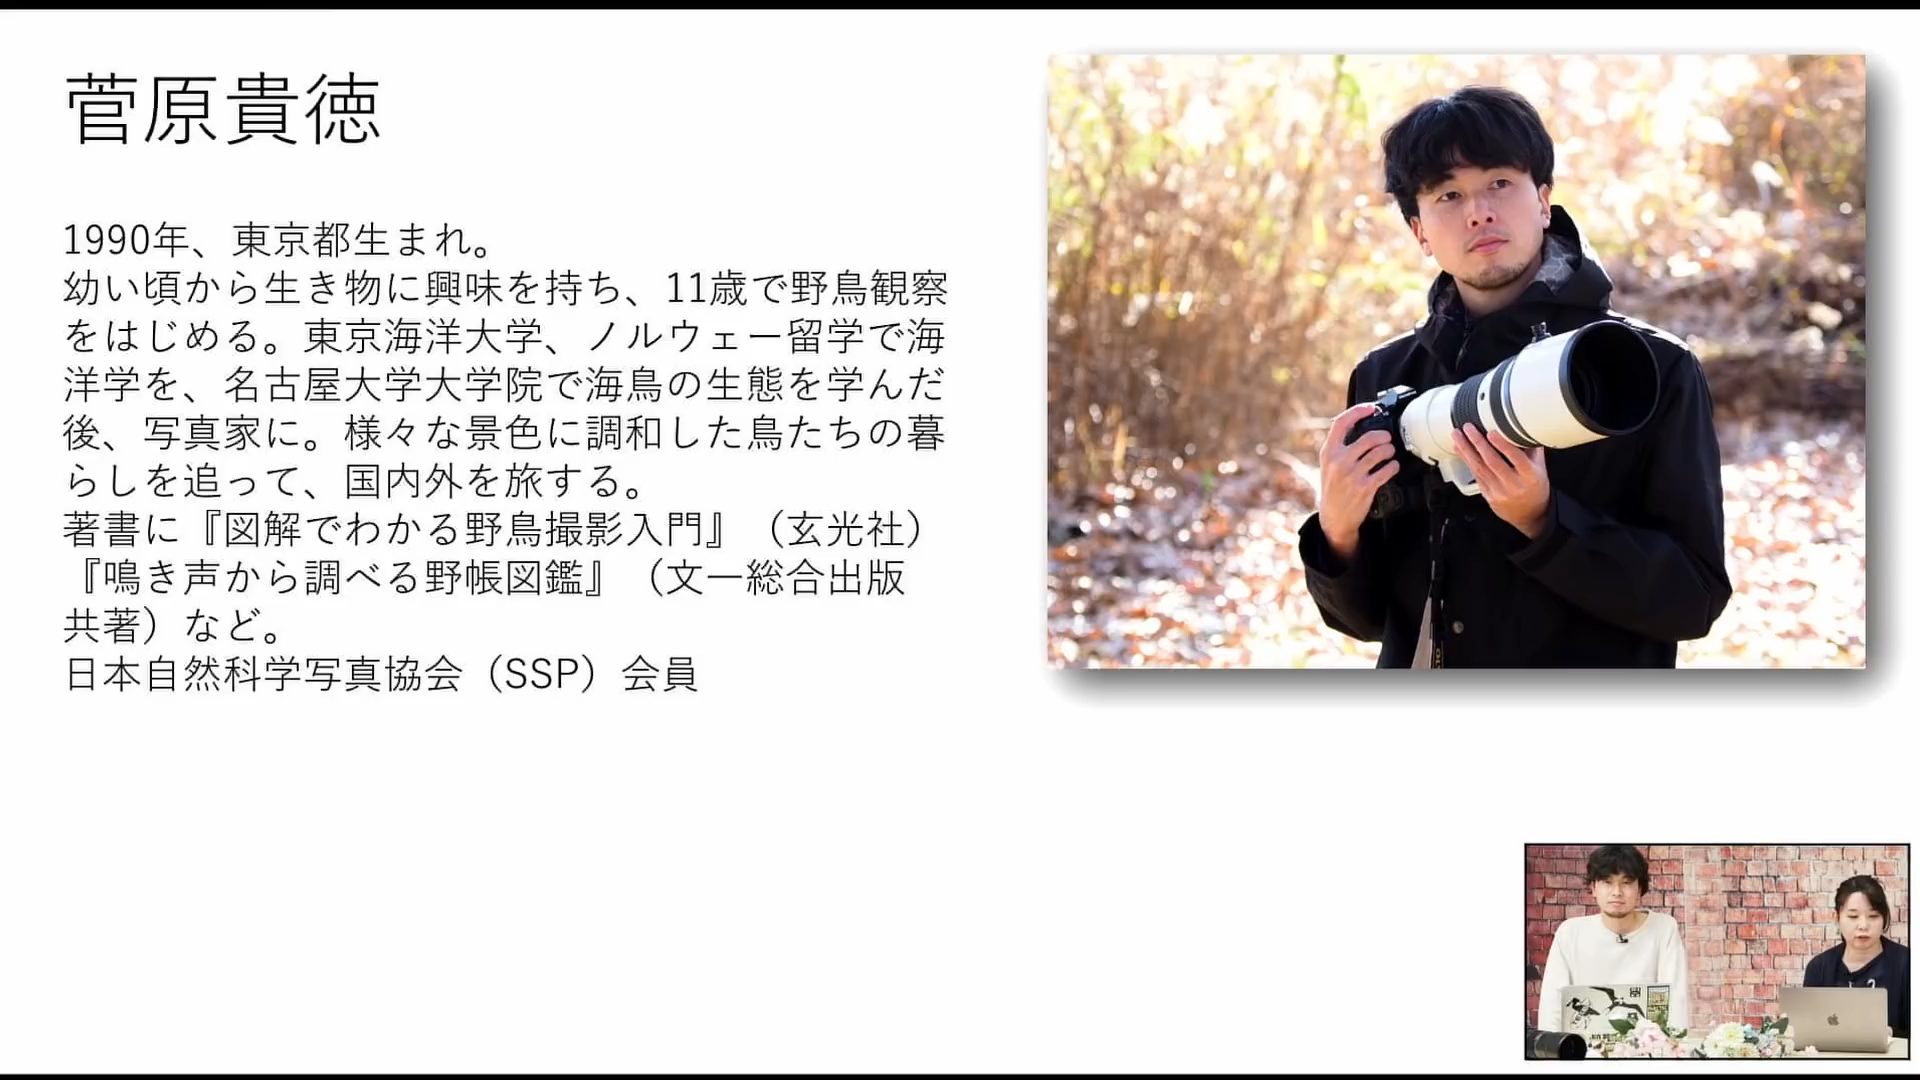 菅原貴徳
1990年、東京都生まれ。
幼い頃から生き物に興味を持ち、11歳で野鳥観察
をはじめる。東京海洋大学、ノルウェー留学で海
洋学を、名古屋大学大学院で海鳥の生態を学んだ
後、写真家に。様々な景色に調和した鳥たちの暮
らしを追って、国内外を旅する。
著書に『図解でわかる野鳥撮影入門』（玄光社）
『鳴き声から調べる野帳図鑑』（文一総合出版
共著）など。
日本自然科学写真協会（SSP）会員